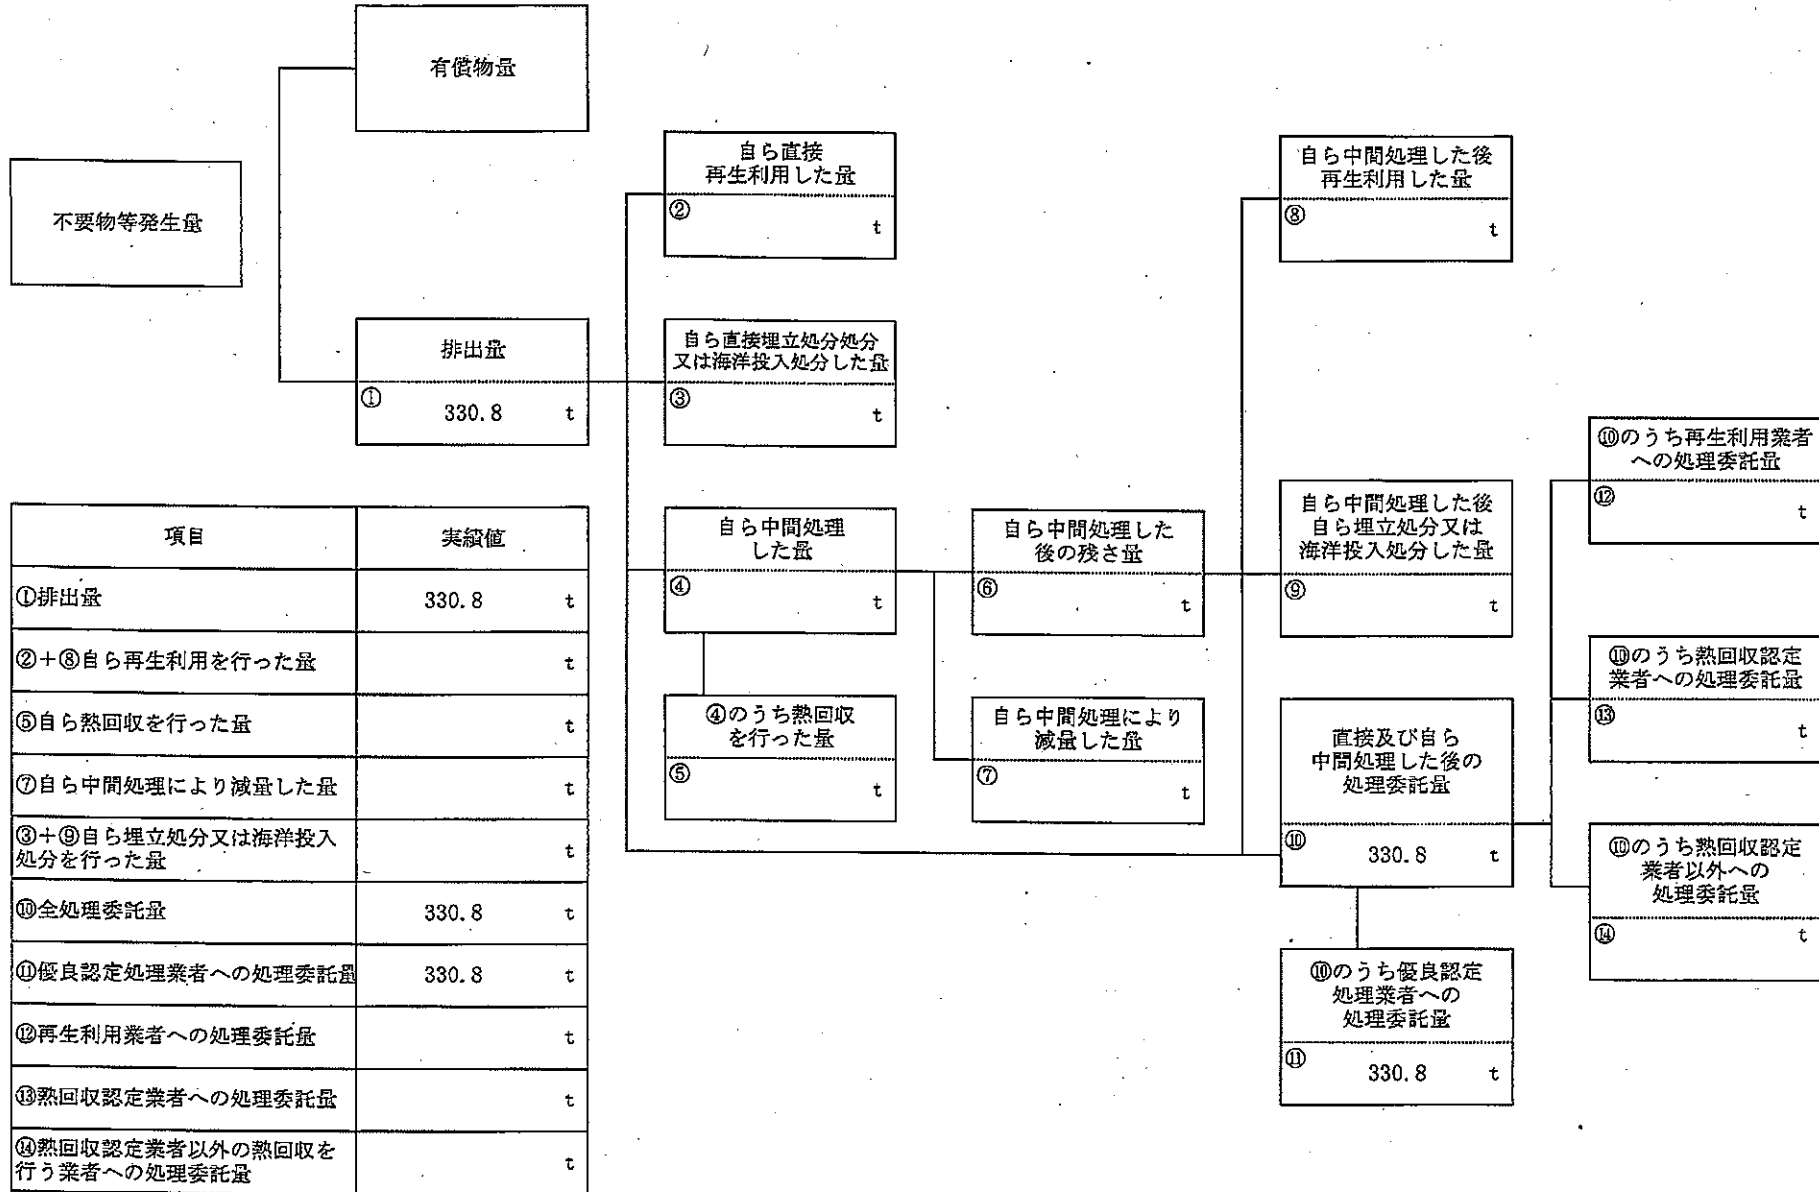 有償物量
不要物等発生量
自ら直接
再生利用した量
② t
自ら中間処理した後
再生利用した量
⑧ t
排出量
① 330.8 t
自ら直接埋立処分処分
又は海洋投入処分した量
③ t
⑩のうち再生利用業者
への処理委託量
⑫ t
自ら中間処理
した量
④ t
自ら中間処理した
後の残さ量
⑥ t
自ら中間処理した後
自ら埋立処分又は
海洋投入処分した量
⑨ t
⑩のうち熱回収認定
業者への処理委託量
⑬ t
④のうち熱回収
を行った量
⑤ t
自ら中間処理により
減量した量
⑦ t
直接及び自ら
中間処理した後の
処理委託量
⑩ 330.8 t
⑩のうち熱回収認定
業者以外への
処理委託量
⑭ t
⑩のうち優良認定
処理業者への
処理委託量
⑪ 330.8 t
項目 実績値
①排出量 330.8 t
②+⑧自ら再生利用を行った量 t
⑤自ら熱回収を行った量 t
⑦自ら中間処理により減量した量 t
③+⑨自ら埋立処分又は海洋投入
処分を行った量 t
⑩全処理委託量 330.8 t
⑪優良認定処理業者への処理委託量 330.8 t
⑫再生利用業者への処理委託量 t
⑬熱回収認定業者への処理委託量 t
⑭熱回収認定業者以外の熱回収を
行う業者への処理委託量 t